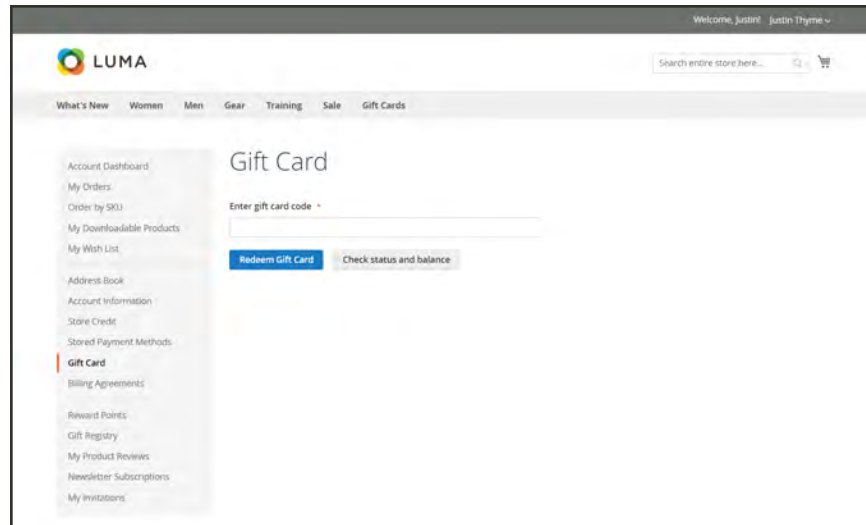 Welcome, Justin! Justin Thyme
LUMA
Search entire store here...
What's New Women Men Gear Training Sale Gift Cards
Account Dashboard
My Orders
Order by SKU
My Downloadable Products
My Wish List
Address Book
Account Information
Store Credit
Stored Payment Methods
Gift Card
Billing Agreements
Reward Points
Gift Registry
My Product Reviews
Newsletter Subscriptions
My Invitations
Gift Card
Enter gift card code *
Redeem Gift Card Check status and balance